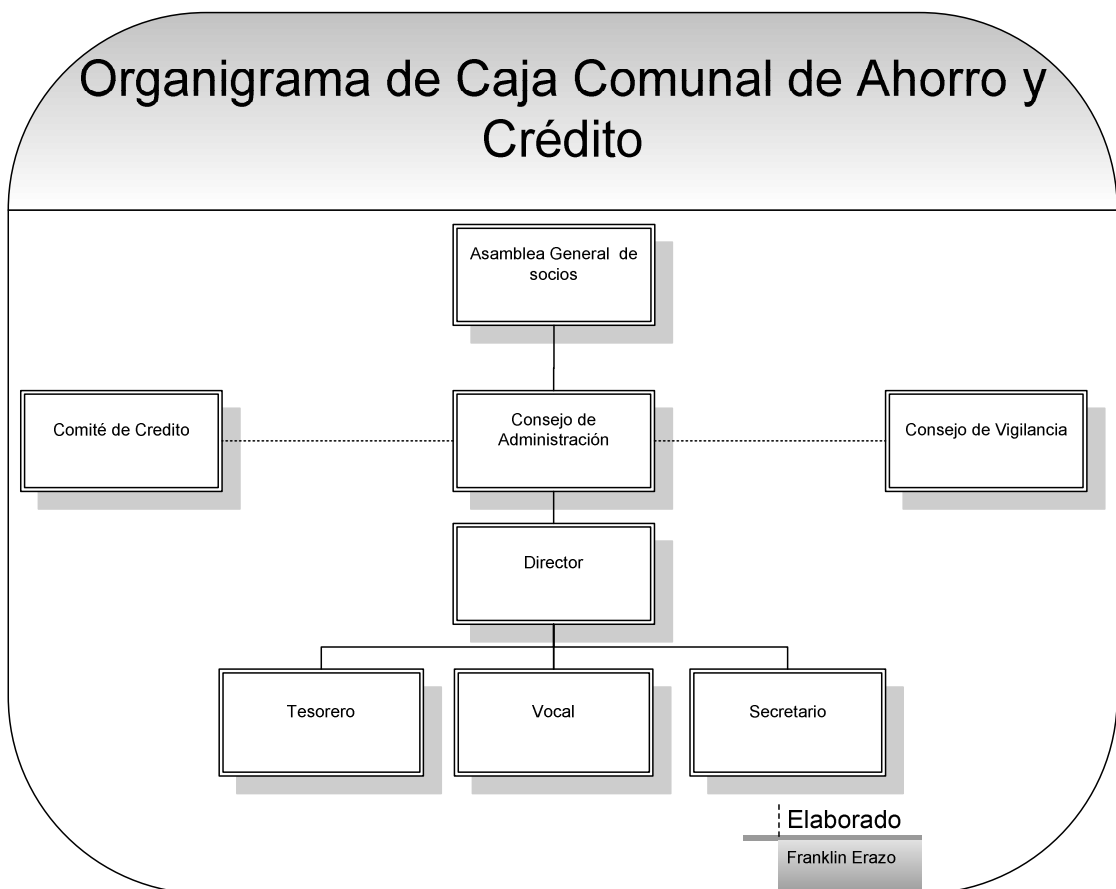 Organigrama de Caja Comunal de Ahorro y
Crédito
Asamblea General de
socios
Comité de Credito
Consejo de
Administración
Consejo de Vigilancia
Director
Tesorero
Vocal
Secretario
Elaborado
Franklin Erazo